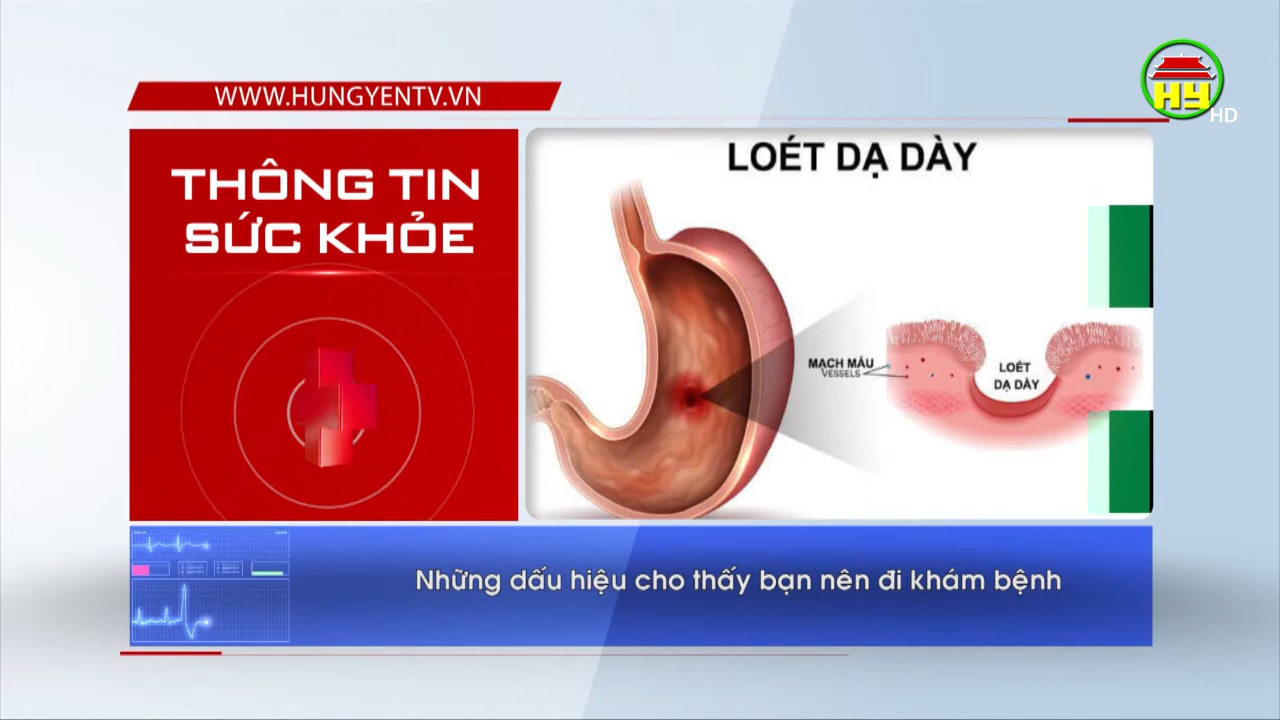 WWW.HUNGYENTV.VN
HY
HD
THÔNG TIN
SỨC KHỎE
LOÉT DẠ DÀY
MẠCH MÁU
VESSELS
LOÉT
DẠ DÀY
Những dấu hiệu cho thấy bạn nên đi khám bệnh